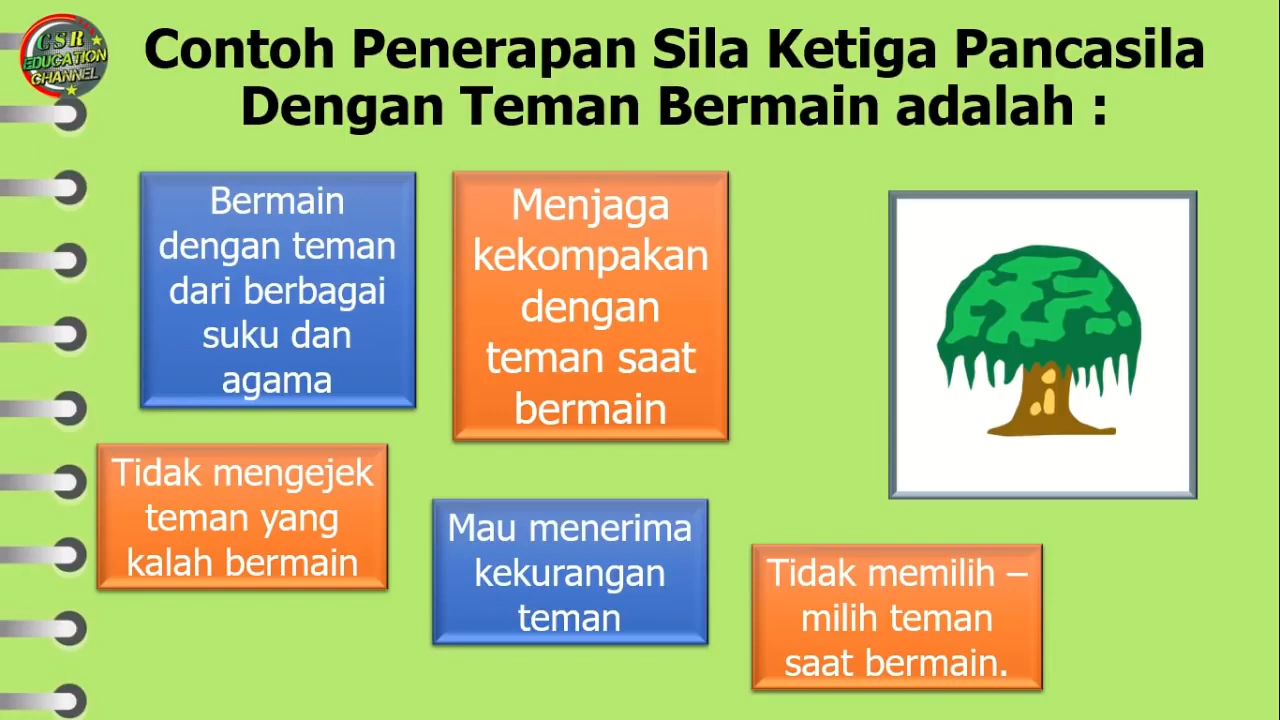 CSR
EDUCATION
CHANNEL
Contoh Penerapan Sila Ketiga Pancasila
Dengan Teman Bermain adalah :
Bermain
dengan teman
dari berbagai
suku dan
agama
Menjaga
kekompakan
dengan
teman saat
bermain
Tidak mengejek
teman yang
kalah bermain
Mau menerima
kekurangan
teman
Tidak memilih –
milih teman
saat bermain.